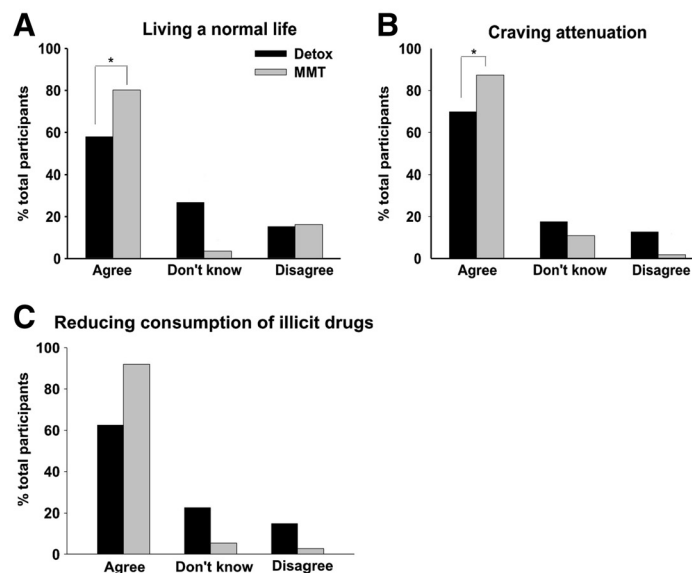 A
Living a normal life
Detox
MMT
*
% total participants
100
80
60
40
20
0
Agree Don't know Disagree
B
Craving attenuation
*
% total participants
100
80
60
40
20
0
Agree Don't know Disagree
C
Reducing consumption of illicit drugs
% total participants
100
80
60
40
20
0
Agree Don't know Disagree